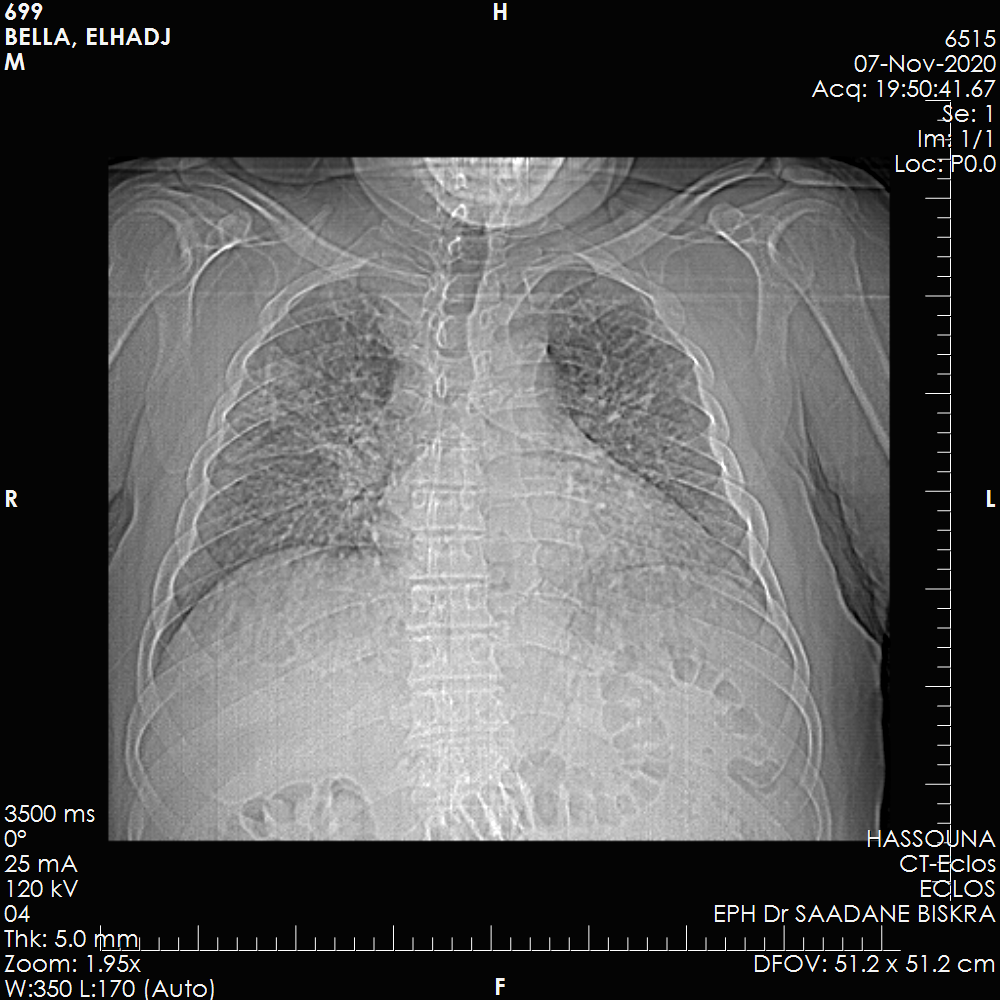 699
BELLA, ELHADJ
M
H
6515
07-Nov-2020
Acq: 19:50:41.67
Se: 1
Im: 1/1
Loc: P0.0
R
L
3500 ms
0°
25 mA
120 kV
04
Thk: 5.0 mm
Zoom: 1.95x
W:350 L:170 (Auto)
F
HASSOUNA
CT-Eclos
ECLOS
EPH Dr SAADANE BISKRA
DFOV: 51.2 x 51.2 cm